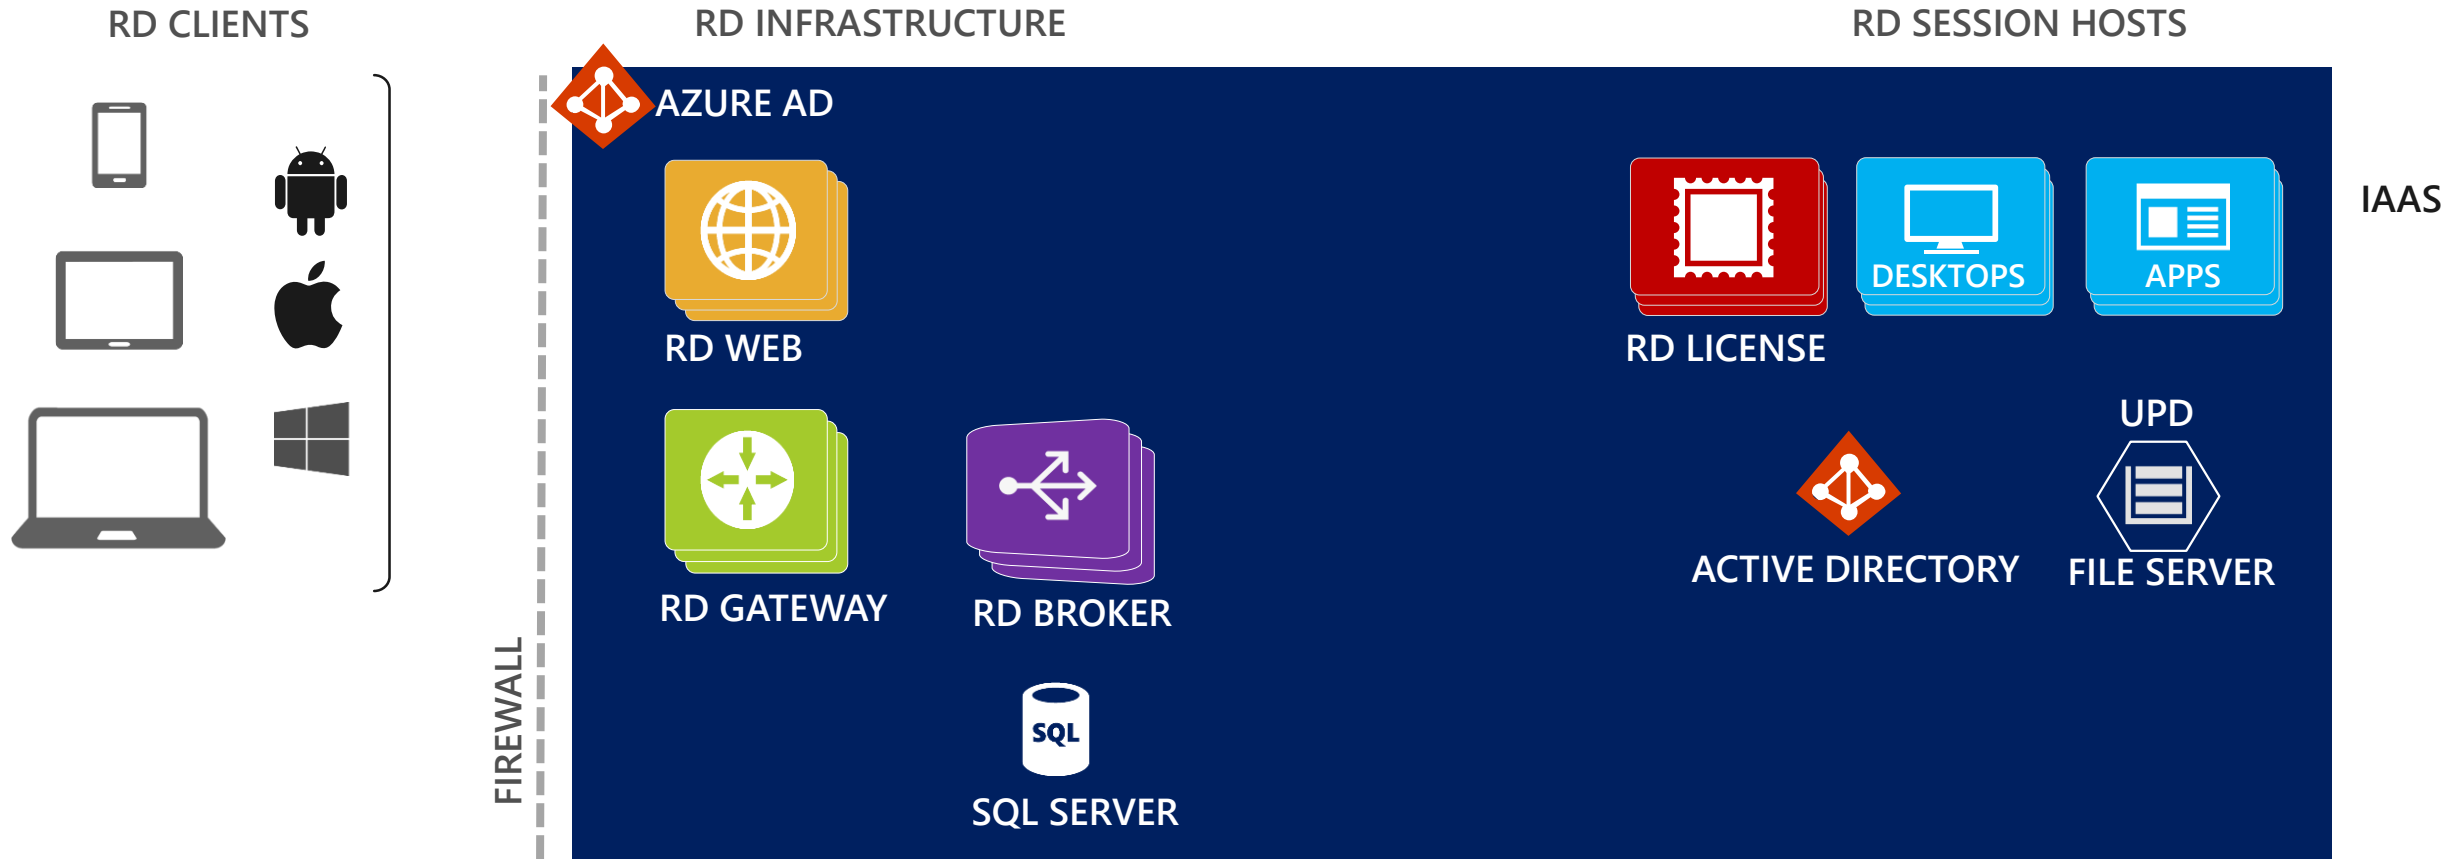 RD CLIENTS
RD INFRASTRUCTURE
RD SESSION HOSTS
AZURE AD
IAAS
DESKTOPS
APPS
RD WEB
RD LICENSE
UPD
ACTIVE DIRECTORY
FILE SERVER
RD GATEWAY
RD BROKER
FIREWALL
SQL
SQL SERVER